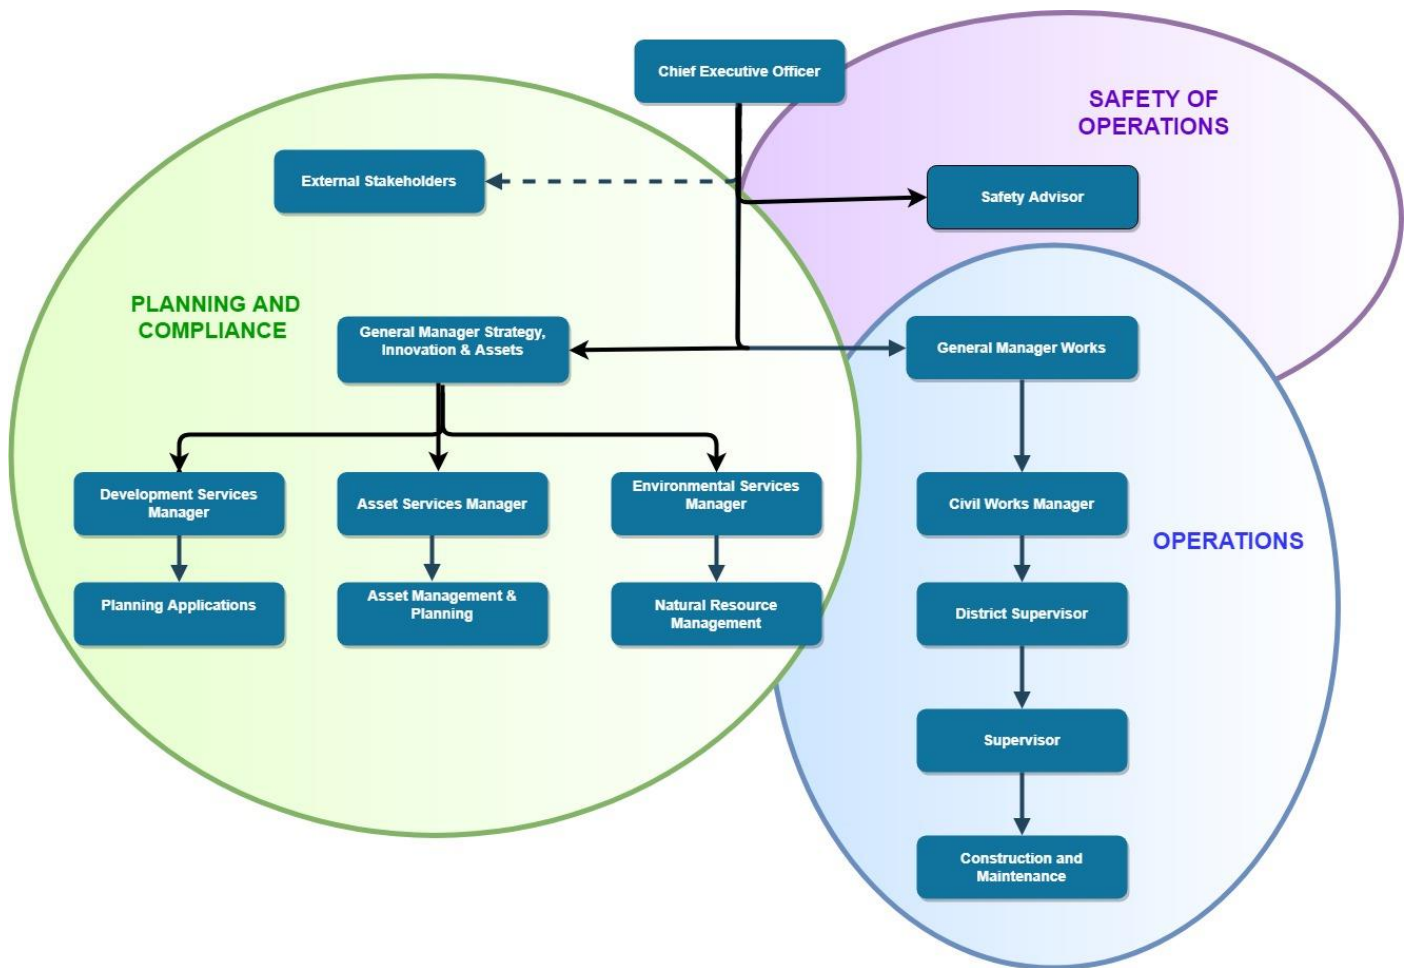 Chief Executive Officer
SAFETY OF
OPERATIONS
External Stakeholders
Safety Advisor
PLANNING AND
COMPLIANCE
General Manager Strategy,
Innovation & Assets
General Manager Works
Development Services
Manager
Asset Services Manager
Environmental Services
Manager
Civil Works Manager
OPERATIONS
Planning Applications
Asset Management &
Planning
Natural Resource
Management
District Supervisor
Supervisor
Construction and
Maintenance